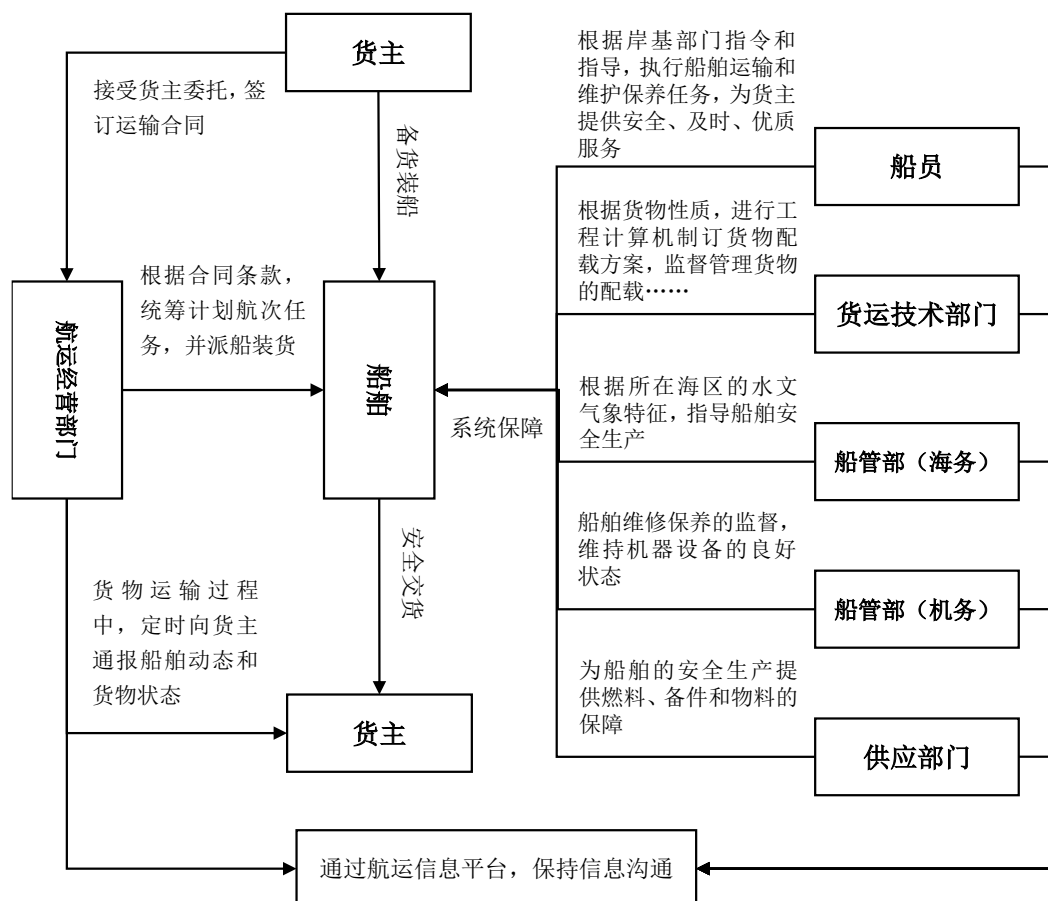 货主
接受货主委托，签
订运输合同
备货装船
根据合同条款，
统筹计划航次任
务，并派船装货
航运经营部门
船舶
系统保障
安全交货
货物运输过程
中，定时向货主
通报船舶动态和
货物状态
货主
根据岸基部门指令和
指导，执行船舶运输和
维护保养任务，为货主
提供安全、及时、优质
服务
船员
根据货物性质，进行工
程计算机制订货物配
载方案，监督管理货物
的配载……
货运技术部门
根据所在海区的水文
气象特征，指导船舶安
全生产
船管部（海务）
船舶维修保养的监督，
维持机器设备的良好
状态
船管部（机务）
为船舶的安全生产提
供燃料、备件和物料的
保障
供应部门
通过航运信息平台，保持信息沟通